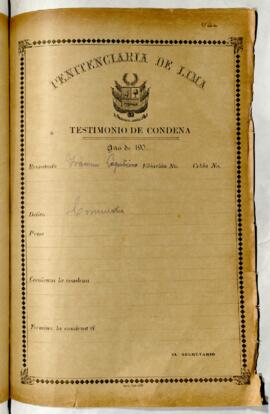 PENITENCIARIA DE LIMA
TESTIMONIO DE CONDENA
Año de 190
Filiación No. Celda No.
Delito
Pena
Comienza la condena
Termina la condena el
EL SECRETARIO